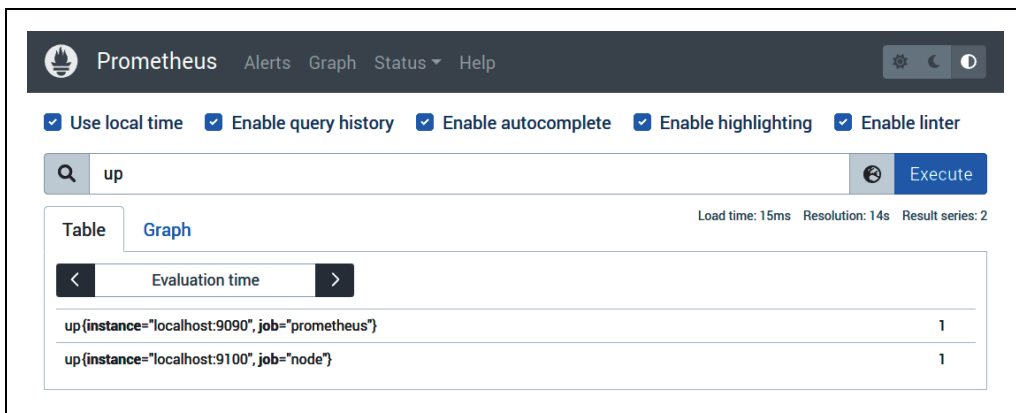 Prometheus Alerts Graph Status Help
Use local time Enable query history Enable autocomplete Enable highlighting Enable linter
up Execute
Load time: 15ms Resolution: 14s Result series: 2
Table Graph
Evaluation time
up{instance="localhost:9090", job="prometheus"} 1
up{instance="localhost:9100", job="node"} 1